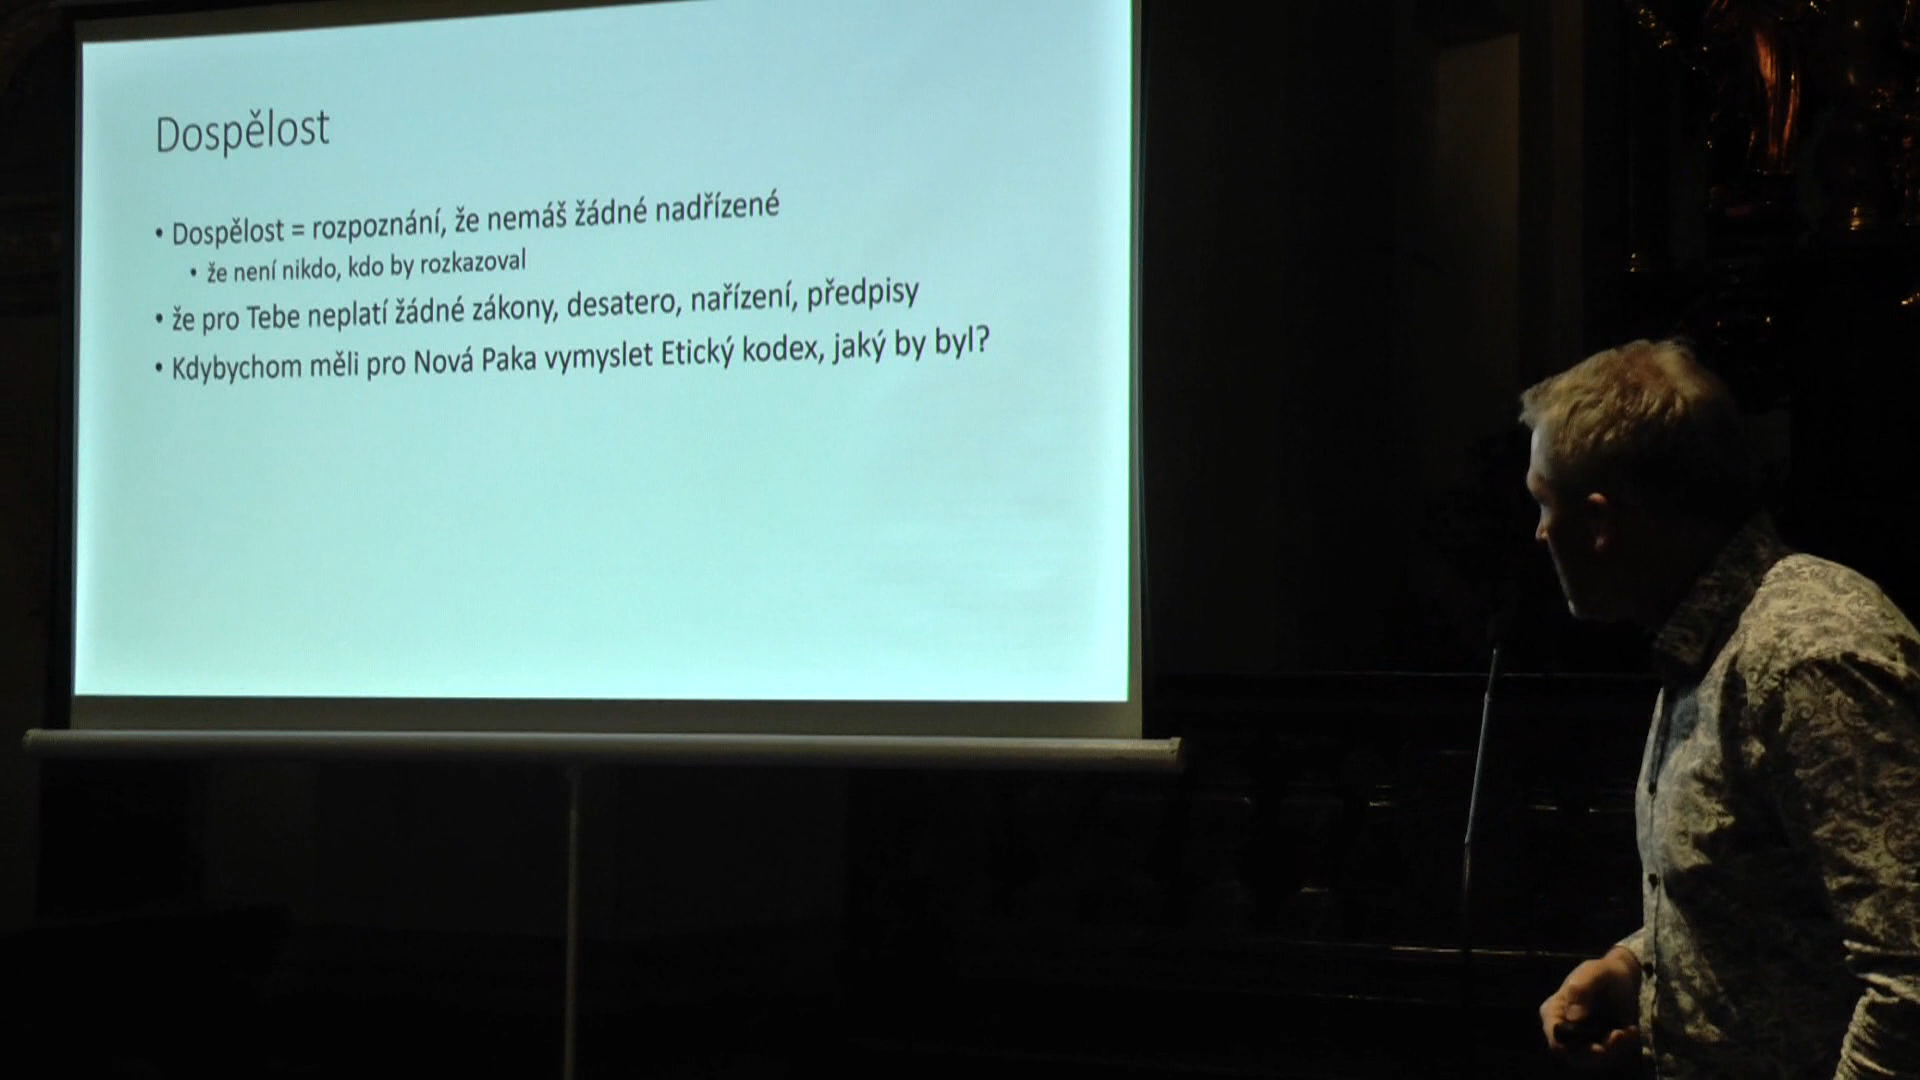 Dospělost
• Dospělost = rozpoznání, že nemáš žádné nadřízené
• že není nikdo, kdo by rozkazoval
• že pro Tebe neplatí žádné zákony, desatero, nařízení, předpisy
• Kdybychom měli pro Nová Paka vymyslet Etický kodex, jaký by byl?